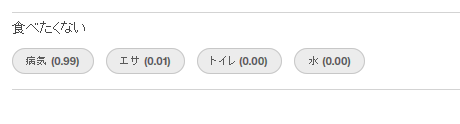 食べたくない
病気 (0.99) エサ (0.01) トイレ (0.00) 水 (0.00)